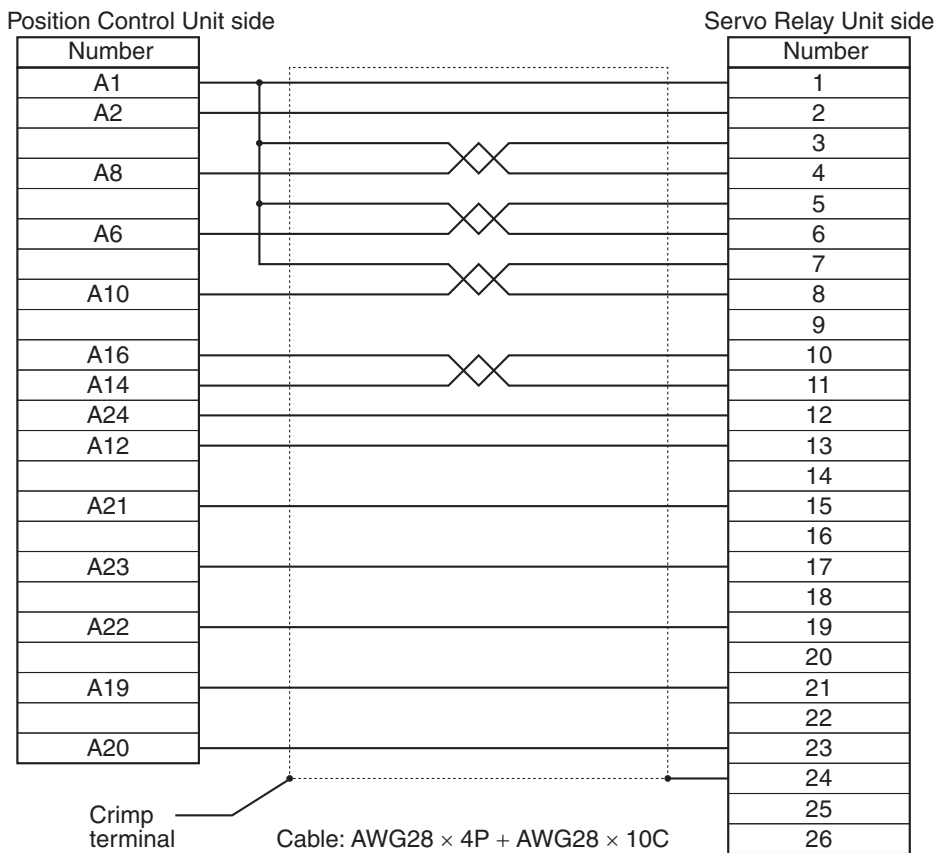 Position Control Unit side Servo Relay Unit side
Number Number
A1 1
A2 2
3
A8 4
5
A6 6
7
A10 8
9
A16 10
A14 11
A24 12
A12 13
14
A21 15
16
A23 17
18
A22 19
20
A19 21
22
A20 23
24
Crimp 25
terminal Cable: AWG28 × 4P + AWG28 × 10C 26